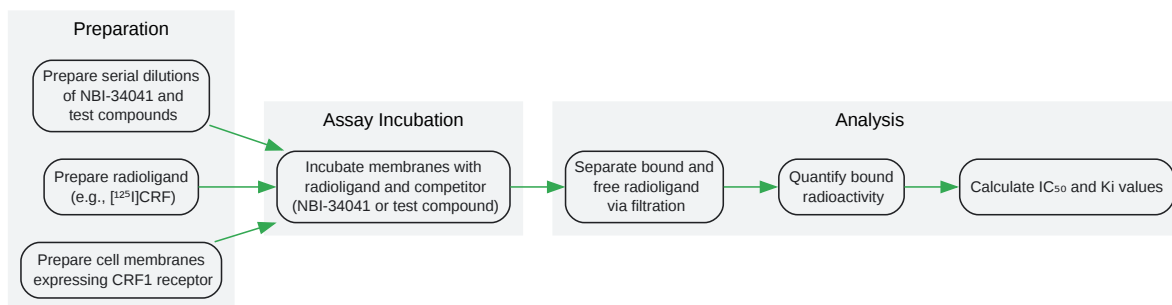 Preparation
Prepare serial dilutions
of NBI-34041 and
test compounds
Prepare radioligand
(e.g., [¹²⁵I]CRF)
Prepare cell membranes
expressing CRF1 receptor
Assay Incubation
Incubate membranes with
radioligand and competitor
(NBI-34041 or test compound)
Analysis
Separate bound and
free radioligand
via filtration
Quantify bound
radioactivity
Calculate IC₅₀ and Ki values